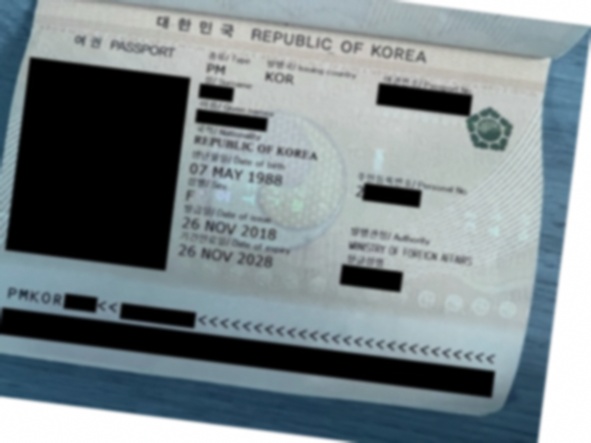 대한민국 REPUBLIC OF KOREA
여권 PASSPORT
종류/ Type 발행국/ Issuing country 여권번호/ Passport No
PM KOR
성/ Surname
이름/ Given names
국적/ Nationality
REPUBLIC OF KOREA
생년월일/ Date of birth 주민등록번호/ Personal No
07 MAY 1988 2
성별/ Sex 발행관청/ Authority
F MINISTRY OF FOREIGN AFFAIRS
발급일/ Date of issue 한글성명
26 NOV 2018
기간만료일/ Date of expiry
26 NOV 2028
PMKOR << <<<<<<<<<<<<<<<<<<<<<<<<<<<<